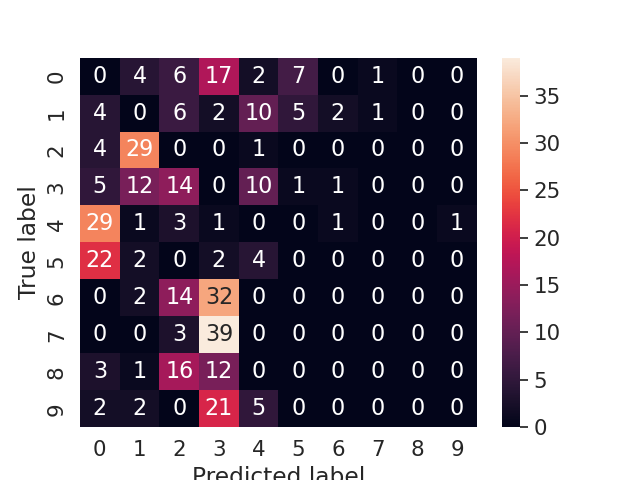 0 4 6 17 2 7 0 1 0 0
4 0 6 2 10 5 2 1 0 0
4 29 0 0 1 0 0 0 0 0
5 12 14 0 10 1 1 0 0 0
29 1 3 1 0 0 1 0 0 1
22 2 0 2 4 0 0 0 0 0
0 2 14 32 0 0 0 0 0 0
0 0 3 39 0 0 0 0 0 0
3 1 16 12 0 0 0 0 0 0
2 2 0 21 5 0 0 0 0 0
0 1 2 3 4 5 6 7 8 9
Predicted label
True label
0 1 2 3 4 5 6 7 8 9
35
30
25
20
15
10
5
0